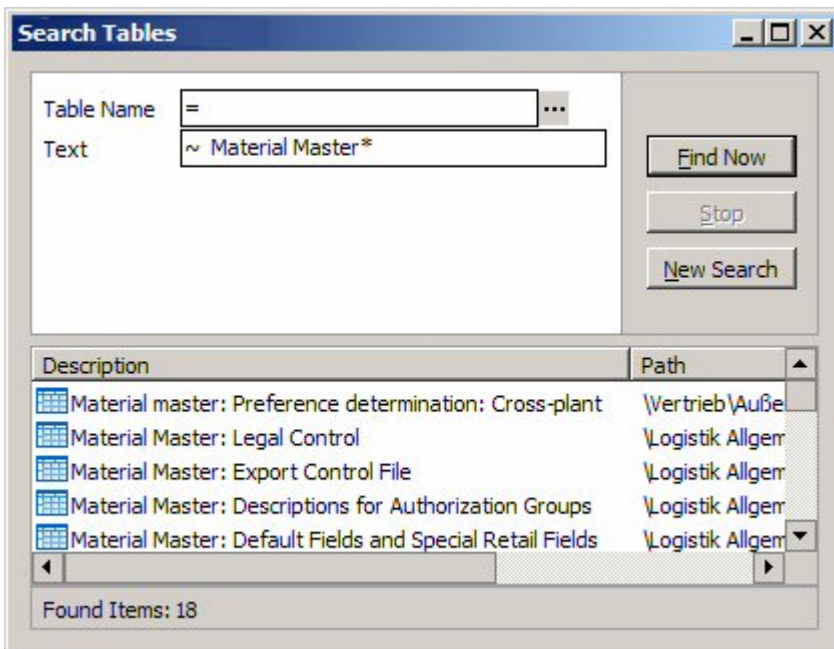 Search Tables
Table Name = ...
Text ~ Material Master*
Find Now
Stop
New Search
Description Path
Material master: Preference determination: Cross-plant \Vertrieb\Auße
Material Master: Legal Control \Logistik Allgem
Material Master: Export Control File \Logistik Allgem
Material Master: Descriptions for Authorization Groups \Logistik Allgem
Material Master: Default Fields and Special Retail Fields \Logistik Allgem
Found Items: 18